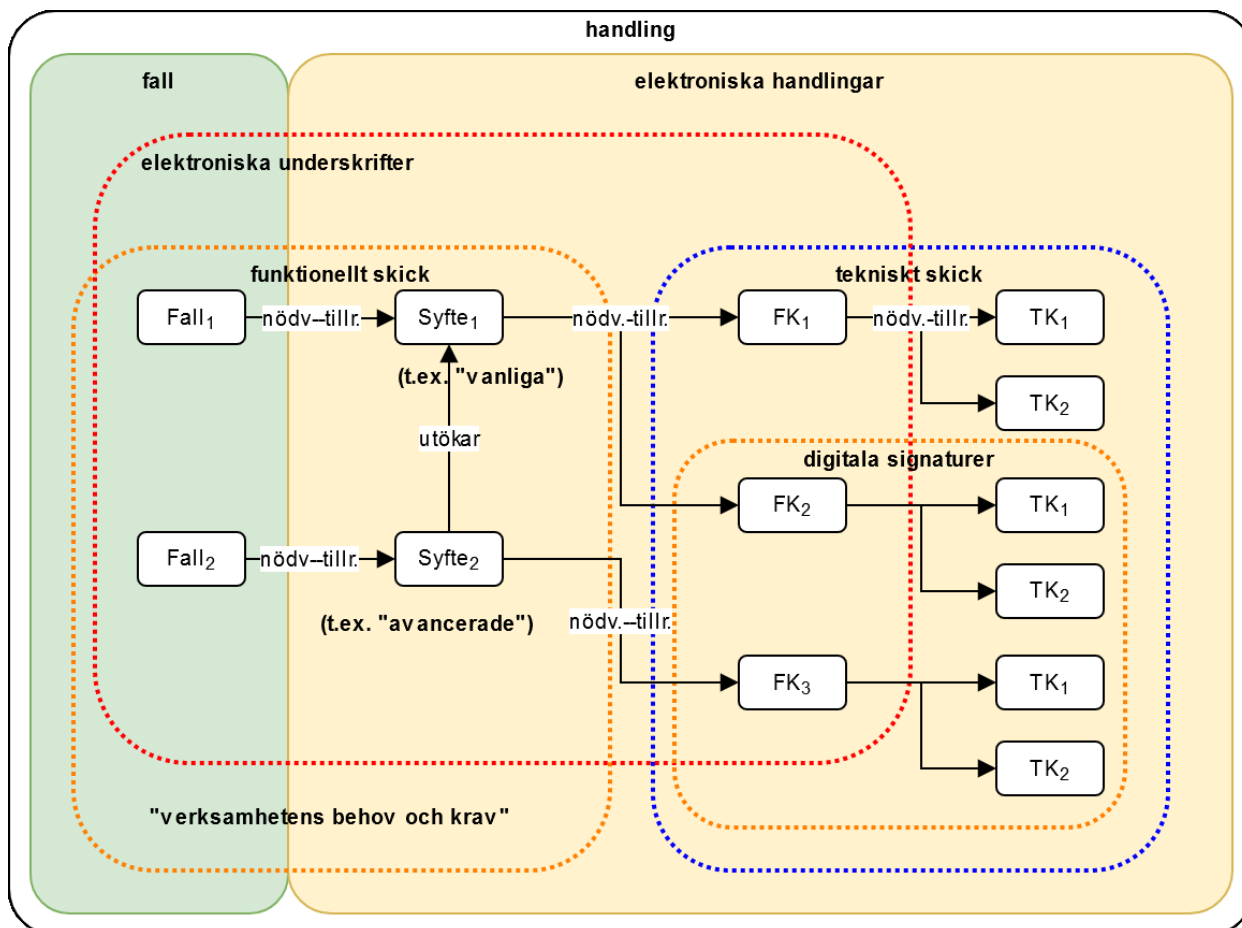 handling
fall
elektroniska handlingar
elektroniska underskrifter
funktionellt skick
tekniskt skick
Fall₁
nödv--tillr.
Syfte₁
nödv.-tillr.
FK₁
nödv.-tillr.
TK₁
(t.ex. "vanliga")
TK₂
utökar
digitala signaturer
FK₂
TK₁
Fall₂
nödv--tillr.
Syfte₂
TK₂
(t.ex. "avancerade")
nödv.--tillr.
FK₃
TK₁
TK₂
"verksamhetens behov och krav"